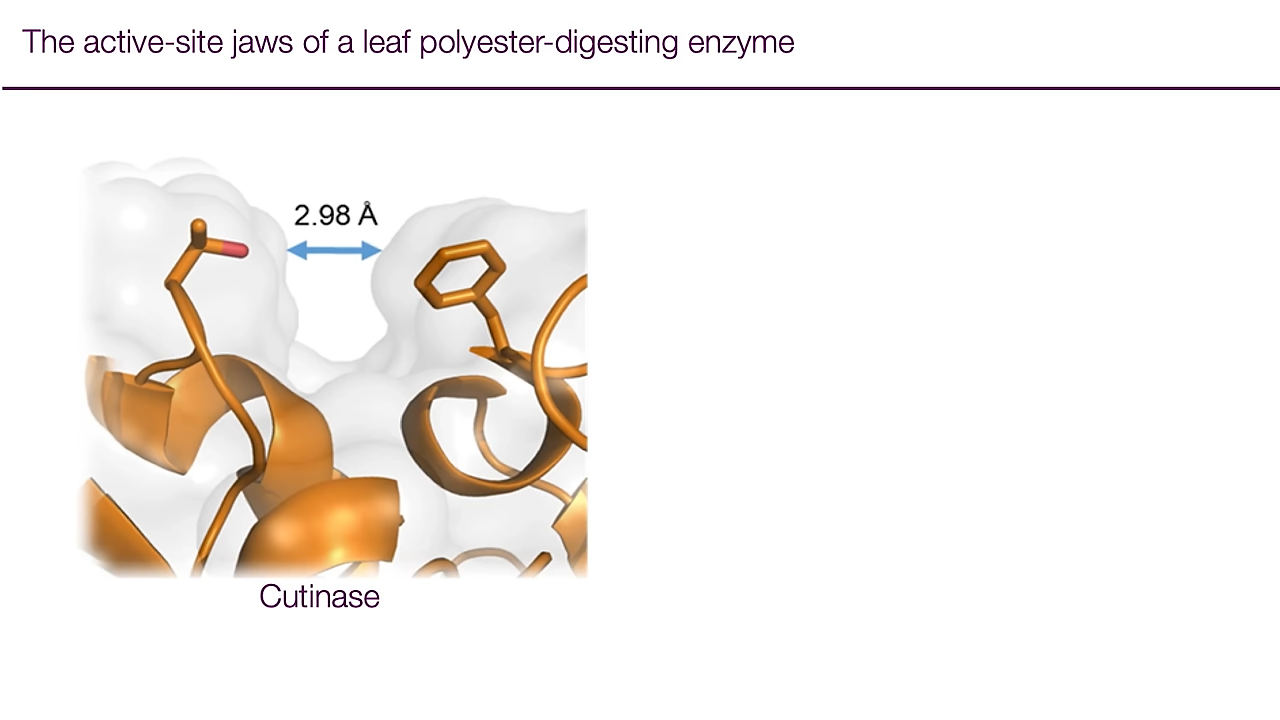 The active-site jaws of a leaf polyester-digesting enzyme
2.98 Å
Cutinase